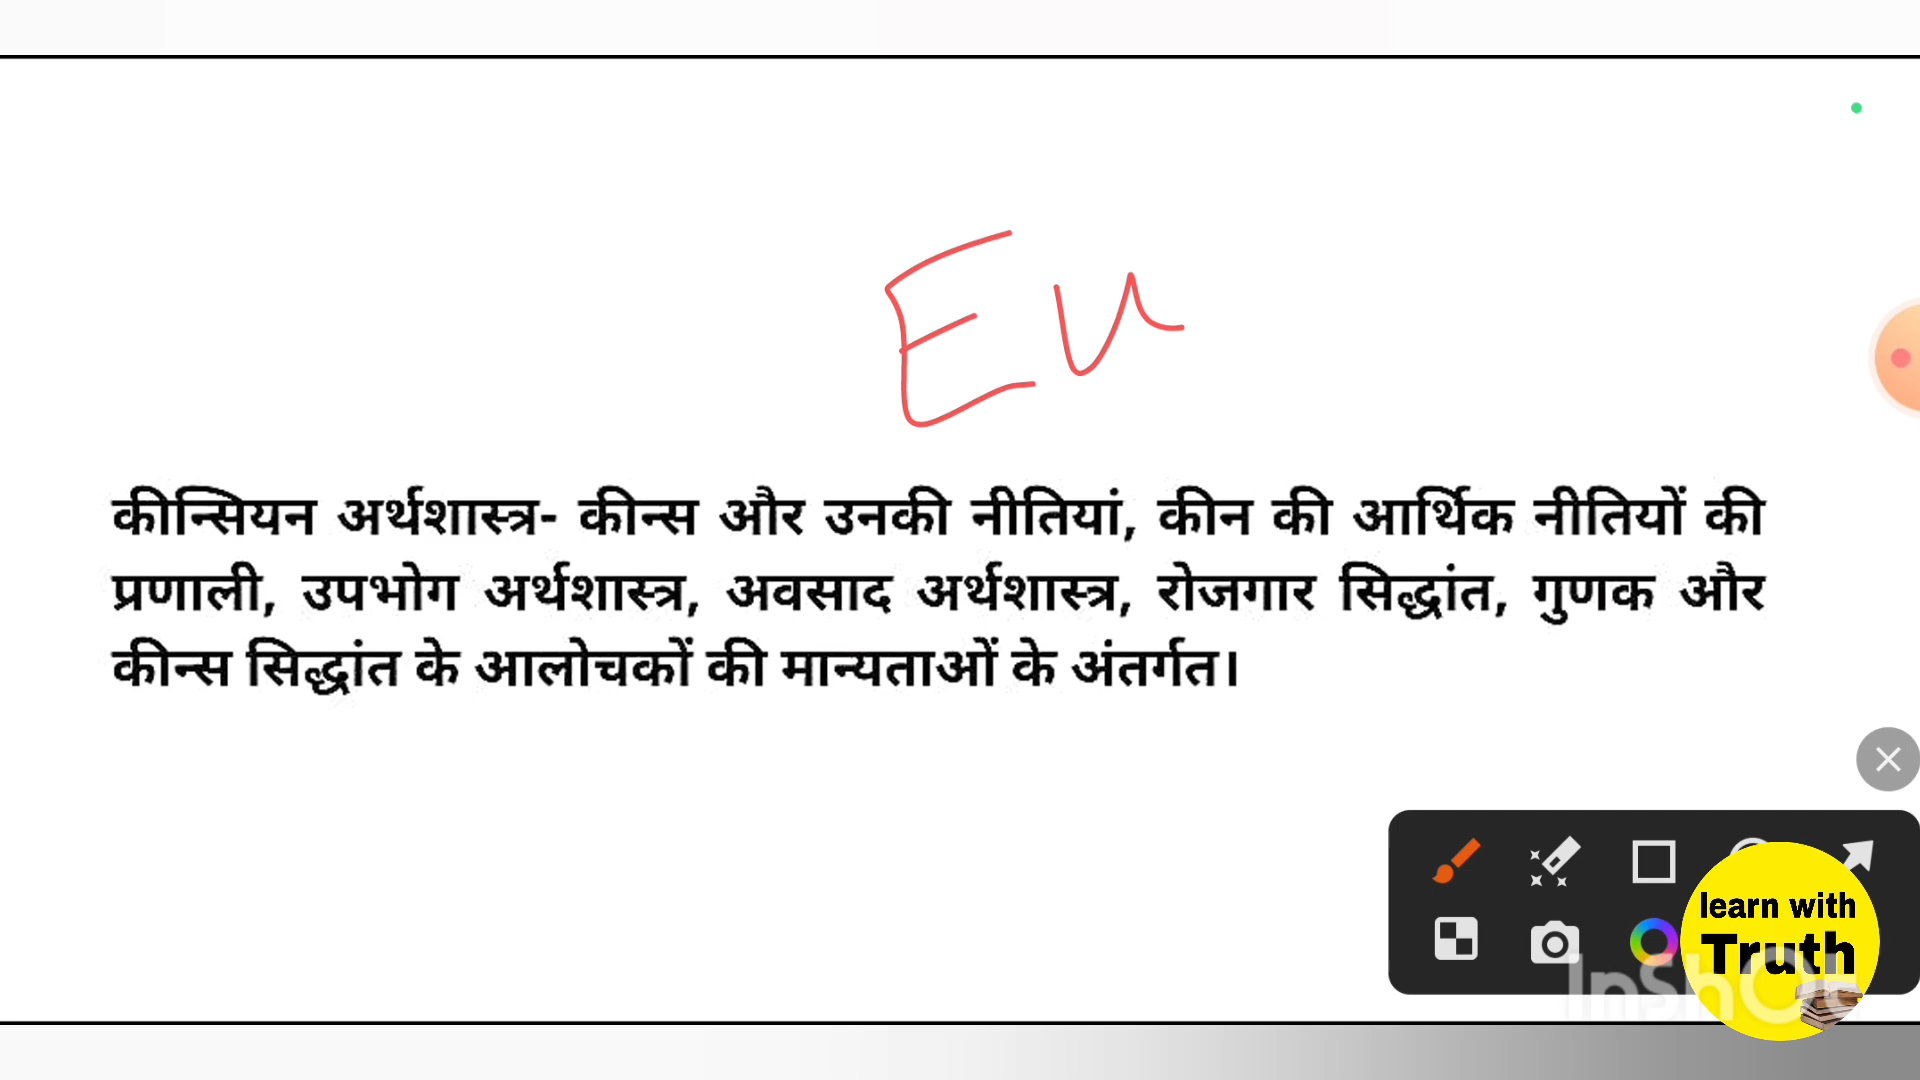 Eu
कीन्सियन अर्थशास्त्र- कीन्स और उनकी नीतियां, कीन की आर्थिक नीतियों की
प्रणाली, उपभोग अर्थशास्त्र, अवसाद अर्थशास्त्र, रोजगार सिद्धांत, गुणक और
कीन्स सिद्धांत के आलोचकों की मान्यताओं के अंतर्गत।
learn with
Truth
InShOt